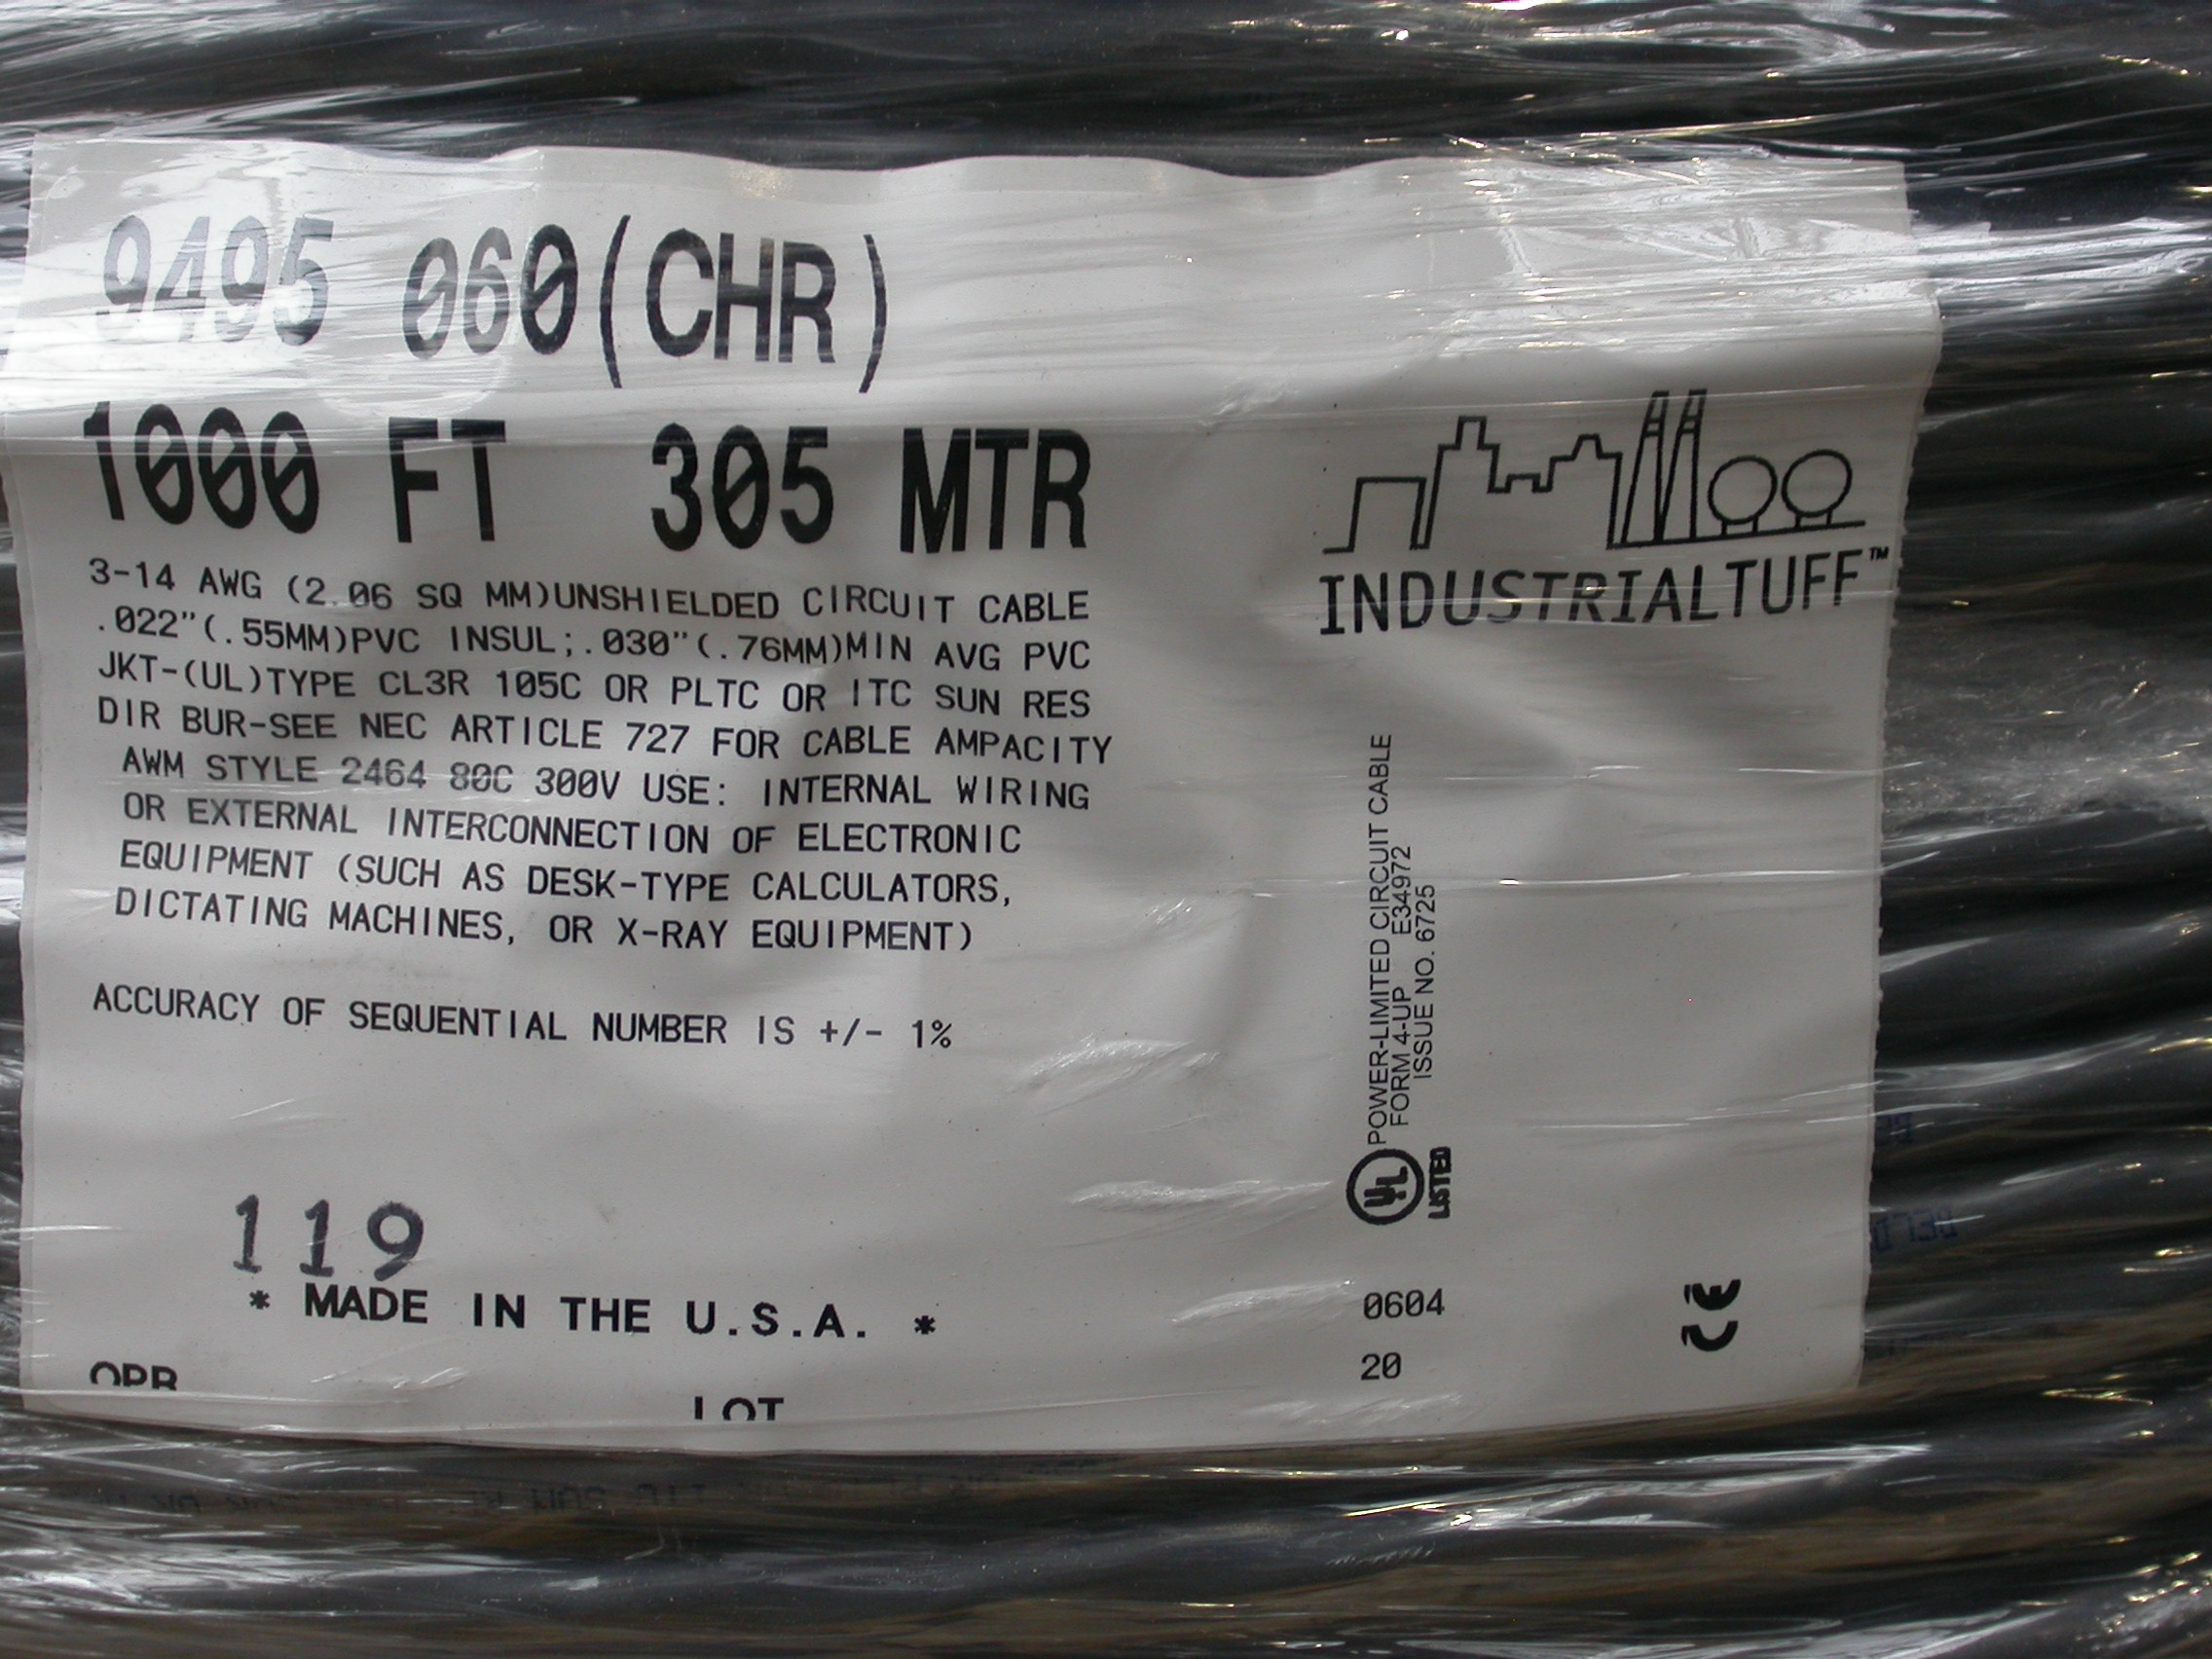 9495 060(CHR)
1000 FT 305 MTR
3-14 AWG (2.06 SQ MM)UNSHIELDED CIRCUIT CABLE
.022"(.55MM)PVC INSUL;.030"(.76MM)MIN AVG PVC
JKT-(UL)TYPE CL3R 105C OR PLTC OR ITC SUN RES
DIR BUR-SEE NEC ARTICLE 727 FOR CABLE AMPACITY
AWM STYLE 2464 80C 300V USE: INTERNAL WIRING
OR EXTERNAL INTERCONNECTION OF ELECTRONIC
EQUIPMENT (SUCH AS DESK-TYPE CALCULATORS,
DICTATING MACHINES, OR X-RAY EQUIPMENT)
ACCURACY OF SEQUENTIAL NUMBER IS +/- 1%
119
* MADE IN THE U.S.A. *
OPR
LOT
INDUSTRIALTUFF™
POWER-LIMITED CIRCUIT CABLE
FORM 4-UP E34972
ISSUE NO. 6725
UL
LISTED
0604
20
CE